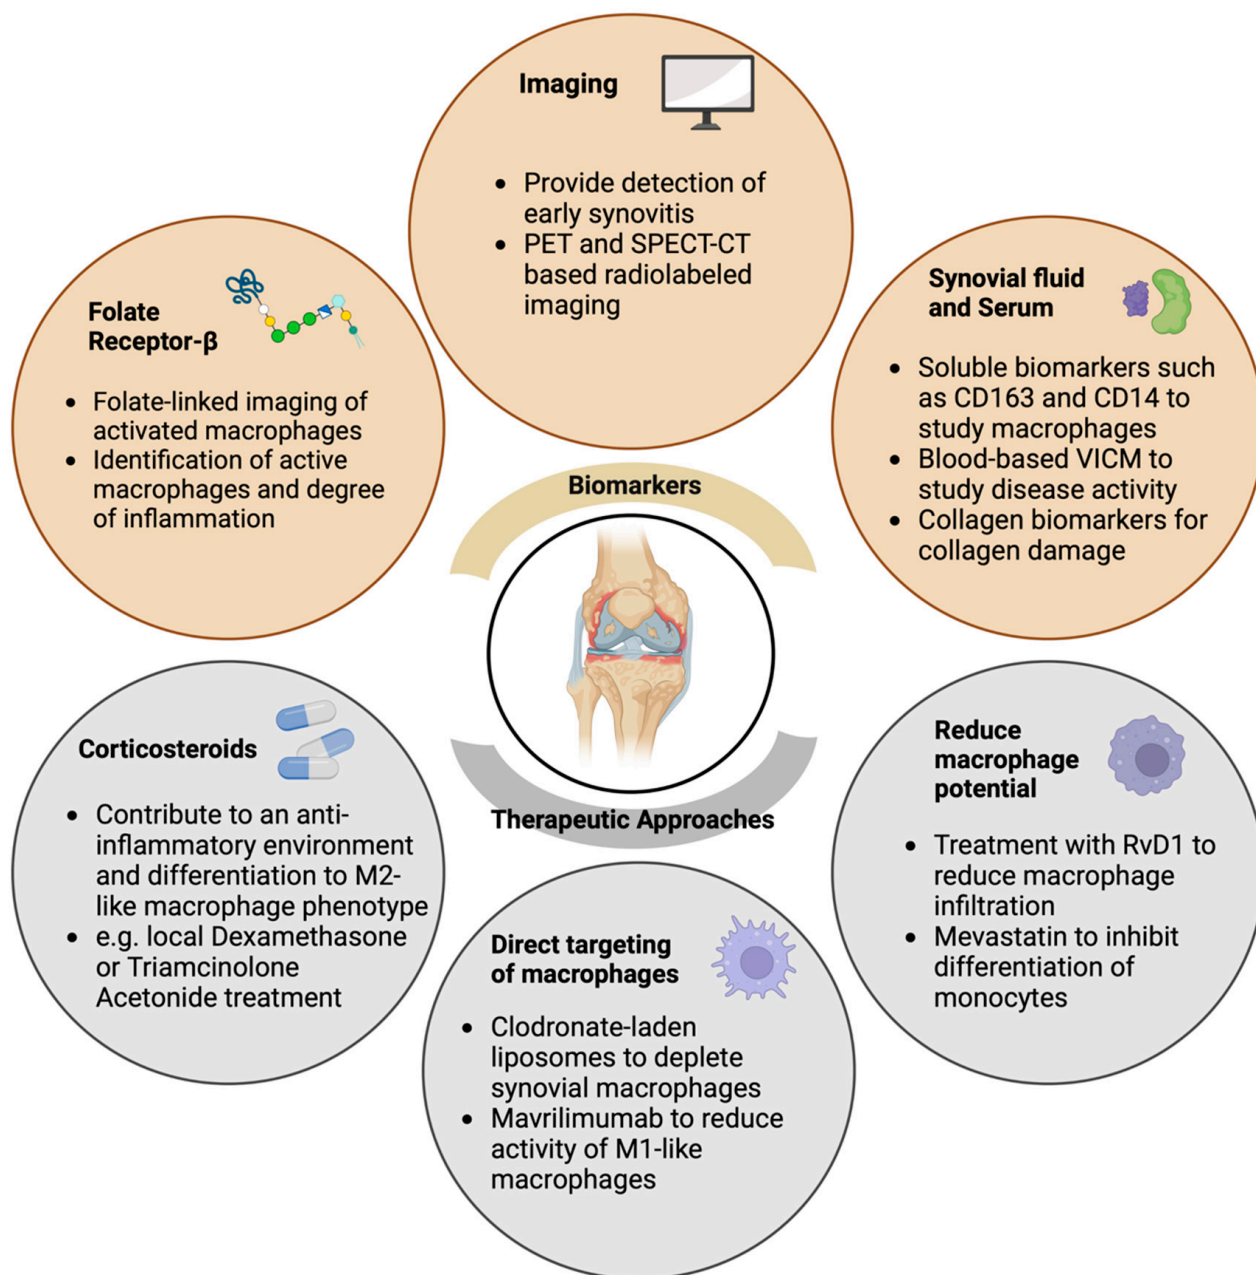 Imaging
• Provide detection of
early synovitis
• PET and SPECT-CT
based radiolabeled
imaging
Folate
Receptor-β
• Folate-linked imaging of
activated macrophages
• Identification of active
macrophages and degree
of inflammation
Synovial fluid
and Serum
• Soluble biomarkers such
as CD163 and CD14 to
study macrophages
• Blood-based VICM to
study disease activity
• Collagen biomarkers for
collagen damage
Biomarkers
Therapeutic Approaches
Corticosteroids
• Contribute to an anti-
inflammatory environment
and differentiation to M2-
like macrophage phenotype
• e.g. local Dexamethasone
or Triamcinolone
Acetonide treatment
Direct targeting
of macrophages
• Clodronate-laden
liposomes to deplete
synovial macrophages
• Mavrilimumab to reduce
activity of M1-like
macrophages
Reduce
macrophage
potential
• Treatment with RvD1 to
reduce macrophage
infiltration
• Mevastatin to inhibit
differentiation of
monocytes